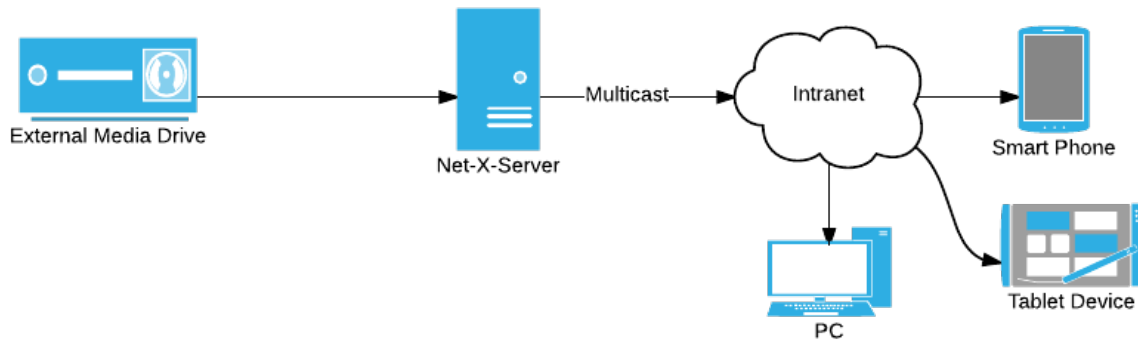 External Media Drive
Net-X-Server
Multicast
Intranet
Smart Phone
Tablet Device
PC